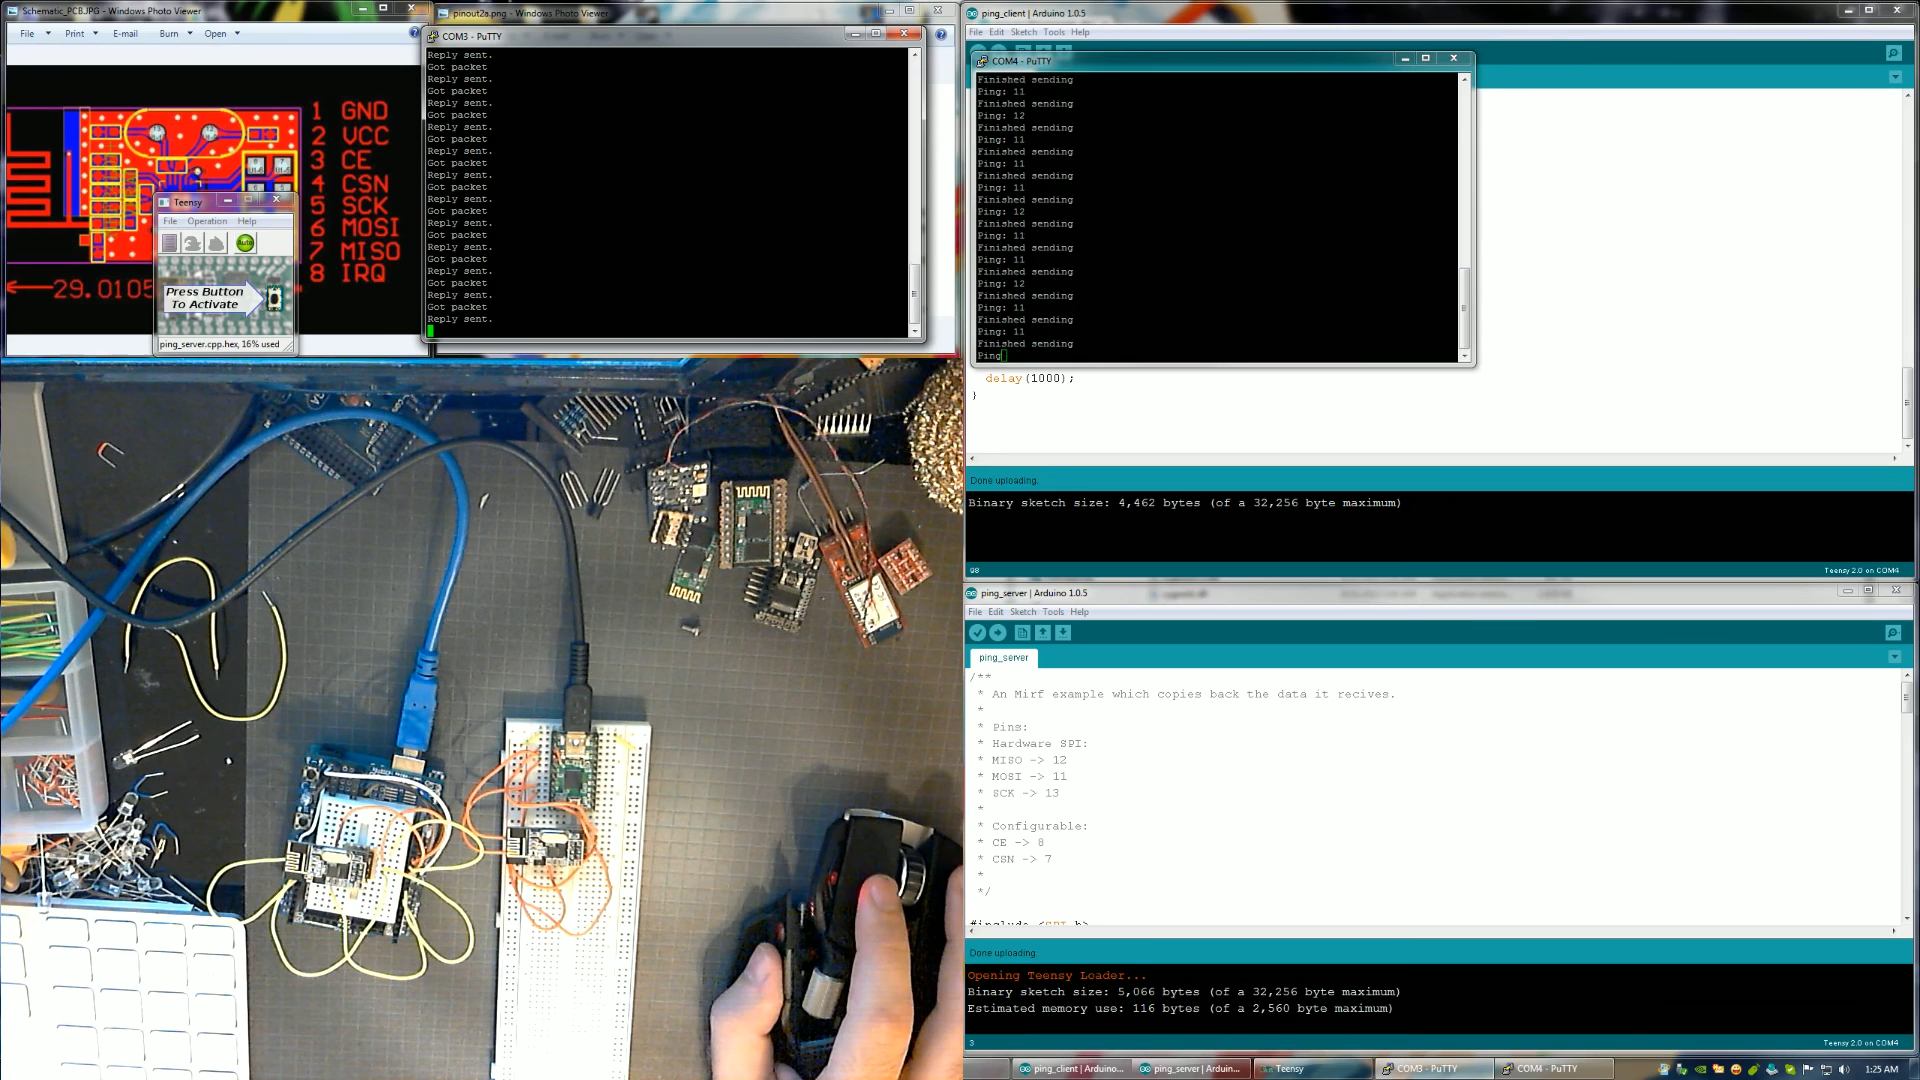 Schematic_PCB.JPG - Windows Photo Viewer
File Print E-mail Burn Open
1 GND
2 VCC
3 CE
4 CSN
5 SCK
6 MOSI
7 MISO
8 IRQ
29.0105
Teensy
File Operation Help
Auto
Press Button
To Activate
ping_server.cpp.hex, 16% used
pinout2a.png - Windows Photo Viewer
COM3 - PuTTY
Reply sent.
Got packet
Reply sent.
Got packet
Reply sent.
Got packet
Reply sent.
Got packet
Reply sent.
Got packet
Reply sent.
Got packet
Reply sent.
Got packet
Reply sent.
Got packet
Reply sent.
Got packet
Reply sent.
Got packet
Reply sent.
Got packet
Reply sent.
ping_client | Arduino 1.0.5
File Edit Sketch Tools Help
COM4 - PuTTY
Finished sending
Ping: 11
Finished sending
Ping: 12
Finished sending
Ping: 11
Finished sending
Ping: 11
Finished sending
Ping: 11
Finished sending
Ping: 12
Finished sending
Ping: 11
Finished sending
Ping: 11
Finished sending
Ping: 12
Finished sending
Ping: 11
Finished sending
Ping: 11
Finished sending
Ping
delay(1000);
}
Done uploading.
Binary sketch size: 4,462 bytes (of a 32,256 byte maximum)
98
Teensy 2.0 on COM4
ping_server | Arduino 1.0.5
File Edit Sketch Tools Help
ping_server
/**
* An Mirf example which copies back the data it recives.
*
* Pins:
* Hardware SPI:
* MISO -> 12
* MOSI -> 11
* SCK -> 13
*
* Configurable:
* CE -> 8
* CSN -> 7
*
*/
#include <SPI.h>
Done uploading.
Opening Teensy Loader...
Binary sketch size: 5,066 bytes (of a 32,256 byte maximum)
Estimated memory use: 116 bytes (of a 2,560 byte maximum)
3
Teensy 2.0 on COM4
ping_client | Arduino...
ping_server | Arduin...
Teensy
COM3 - PuTTY
COM4 - PuTTY
1:25 AM